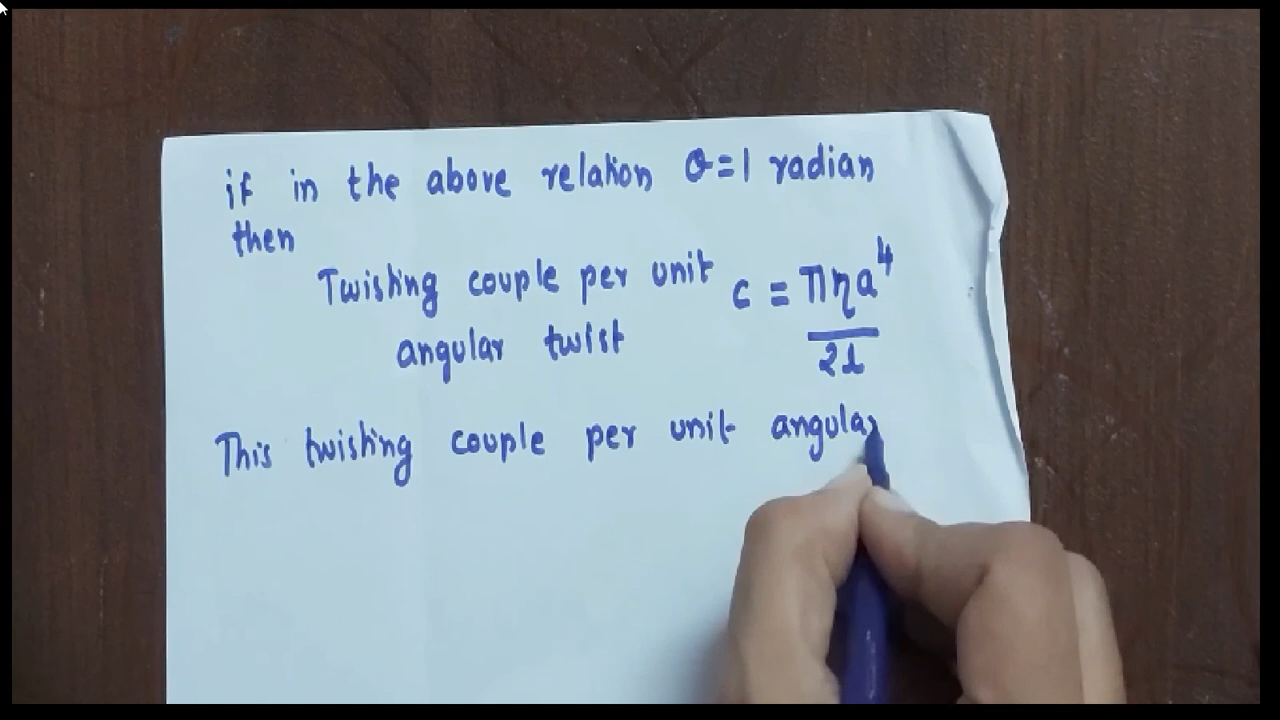 if in the above relation θ=1 radian
then
Twisting couple per unit c = πηa⁴
angular twist 2l
This twisting couple per unit angular